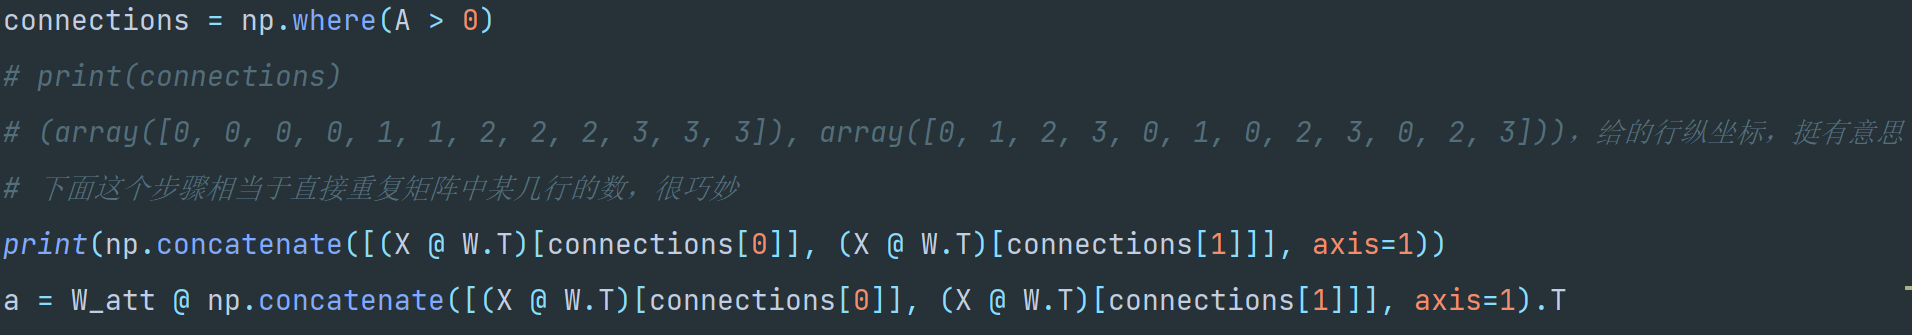 connections = np.where(A > 0)
# print(connections)
# (array([0, 0, 0, 0, 1, 1, 2, 2, 2, 3, 3, 3]), array([0, 1, 2, 3, 0, 1, 0, 2, 3, 0, 2, 3])), 给的行纵坐标，挺有意思
# 下面这个步骤相当于直接重复矩阵中某几行的数，很巧妙
print(np.concatenate([(X @ W.T)[connections[0]], (X @ W.T)[connections[1]]], axis=1))
a = W_att @ np.concatenate([(X @ W.T)[connections[0]], (X @ W.T)[connections[1]]], axis=1).T